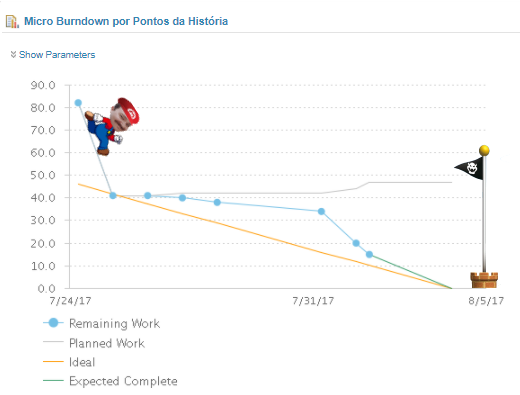 Micro Burndown por Pontos da História
Show Parameters
90.0
80.0
70.0
60.0
50.0
40.0
30.0
20.0
10.0
0.0
7/24/17 7/31/17 8/5/17
Remaining Work
Planned Work
Ideal
Expected Complete